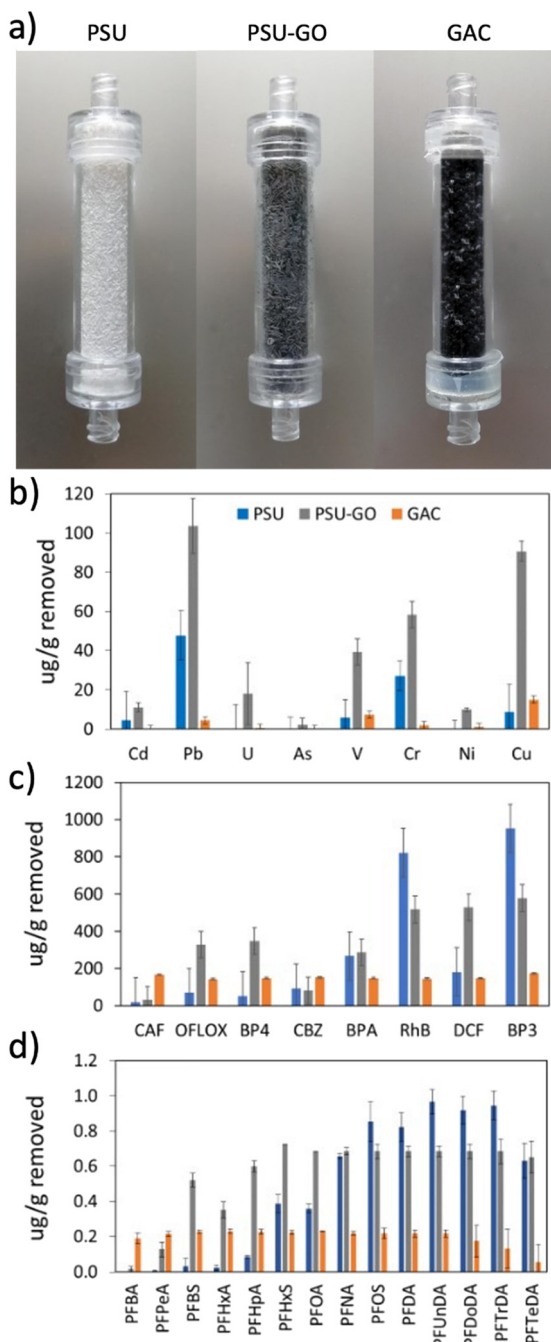 a)
PSU PSU-GO GAC
b)
120
100
80
60
40
20
0
ug/g removed
PSU PSU-GO GAC
Cd Pb U As V Cr Ni Cu
c)
1000
800
600
400
200
0
ug/g removed
CAF OFLOX BP4 CBZ BPA RhB DCF BP3
d)
1.2
1.0
0.8
0.6
0.4
0.2
0.0
ug/g removed
PFBA PFPeA PFBS PFHxA PFHpA PFHxS PFOA PFNA PFOS PFDA PFUnDA PFDoDA PFTrDA PFTeDA